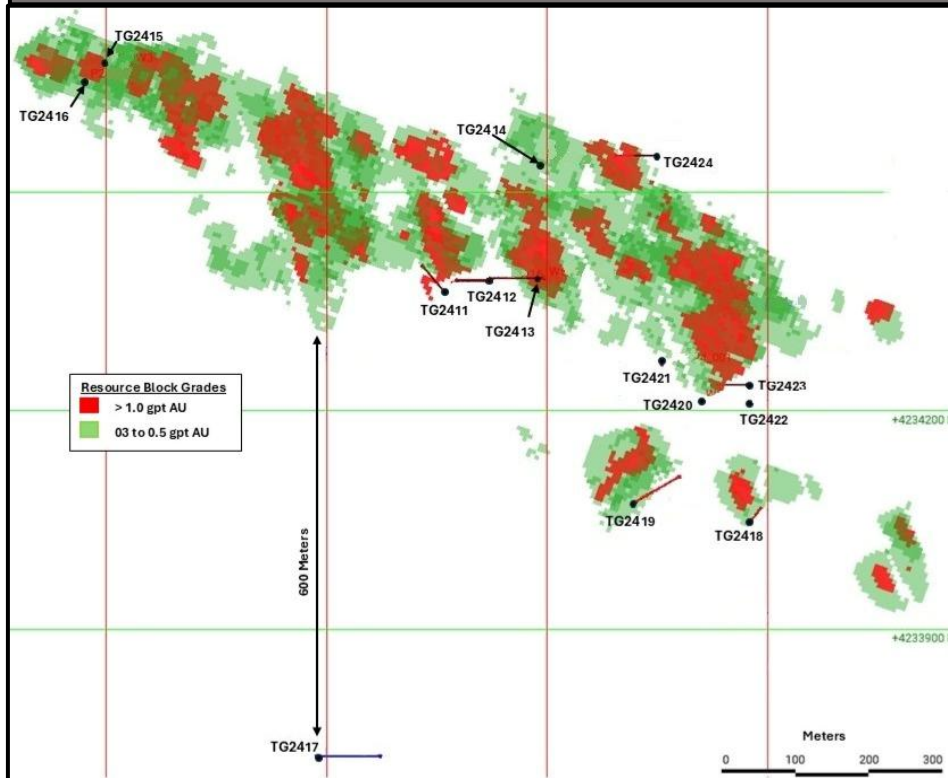 TG2415
TG2416
TG2414
TG2424
TG2411
TG2412
TG2413
TG2421
TG2423
TG2420
TG2422
Resource Block Grades
> 1.0 gpt AU
03 to 0.5 gpt AU
+4234200
TG2419
TG2418
600 Meters
+4233900
TG2417
Meters
0 100 200 300